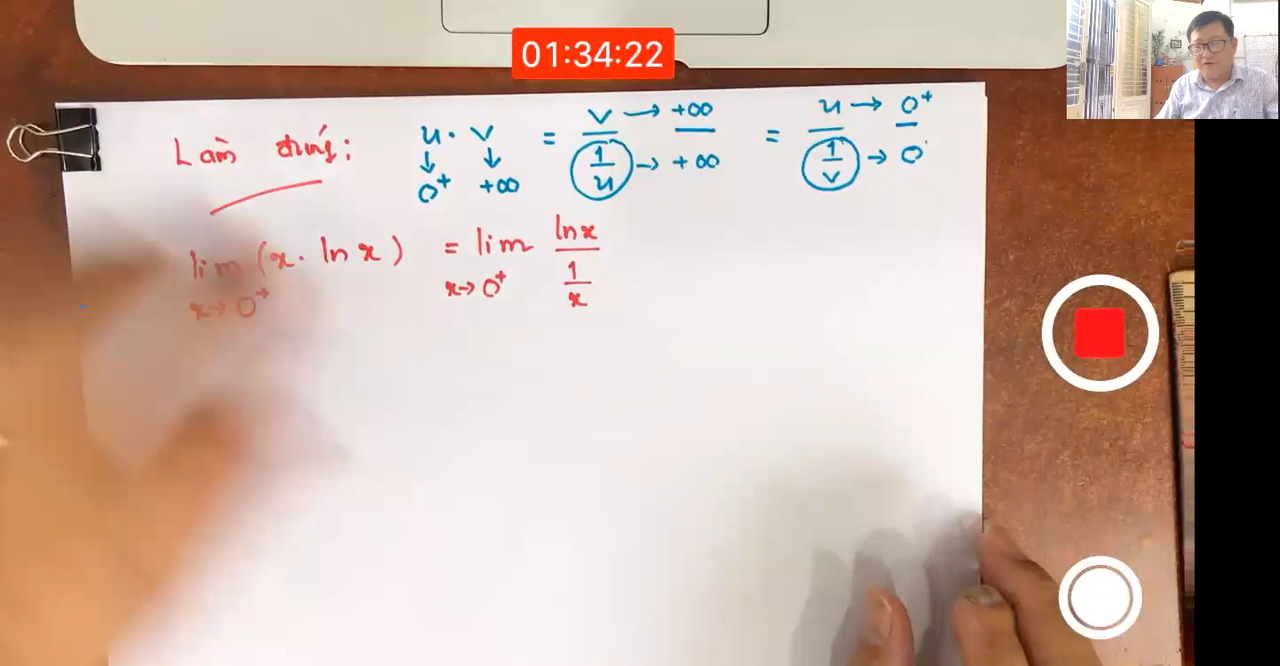 01:34:22
Làm đúng: u · v = v → +∞ / (1/u) → +∞ = u → 0⁺ / (1/v) → 0
↓ 0⁺ ↓ +∞
lim (x · ln x) = lim ln x / (1/x)
x → 0⁺ x → 0⁺